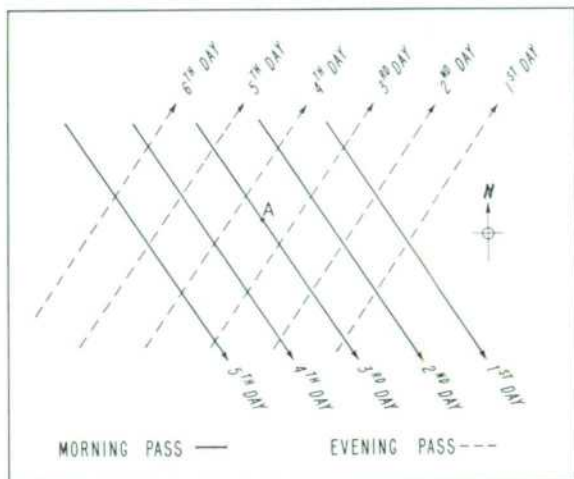 6TH DAY
5TH DAY
4TH DAY
3RD DAY
2ND DAY
1ST DAY
N
A
5TH DAY
4TH DAY
3RD DAY
2ND DAY
1ST DAY
MORNING PASS
EVENING PASS